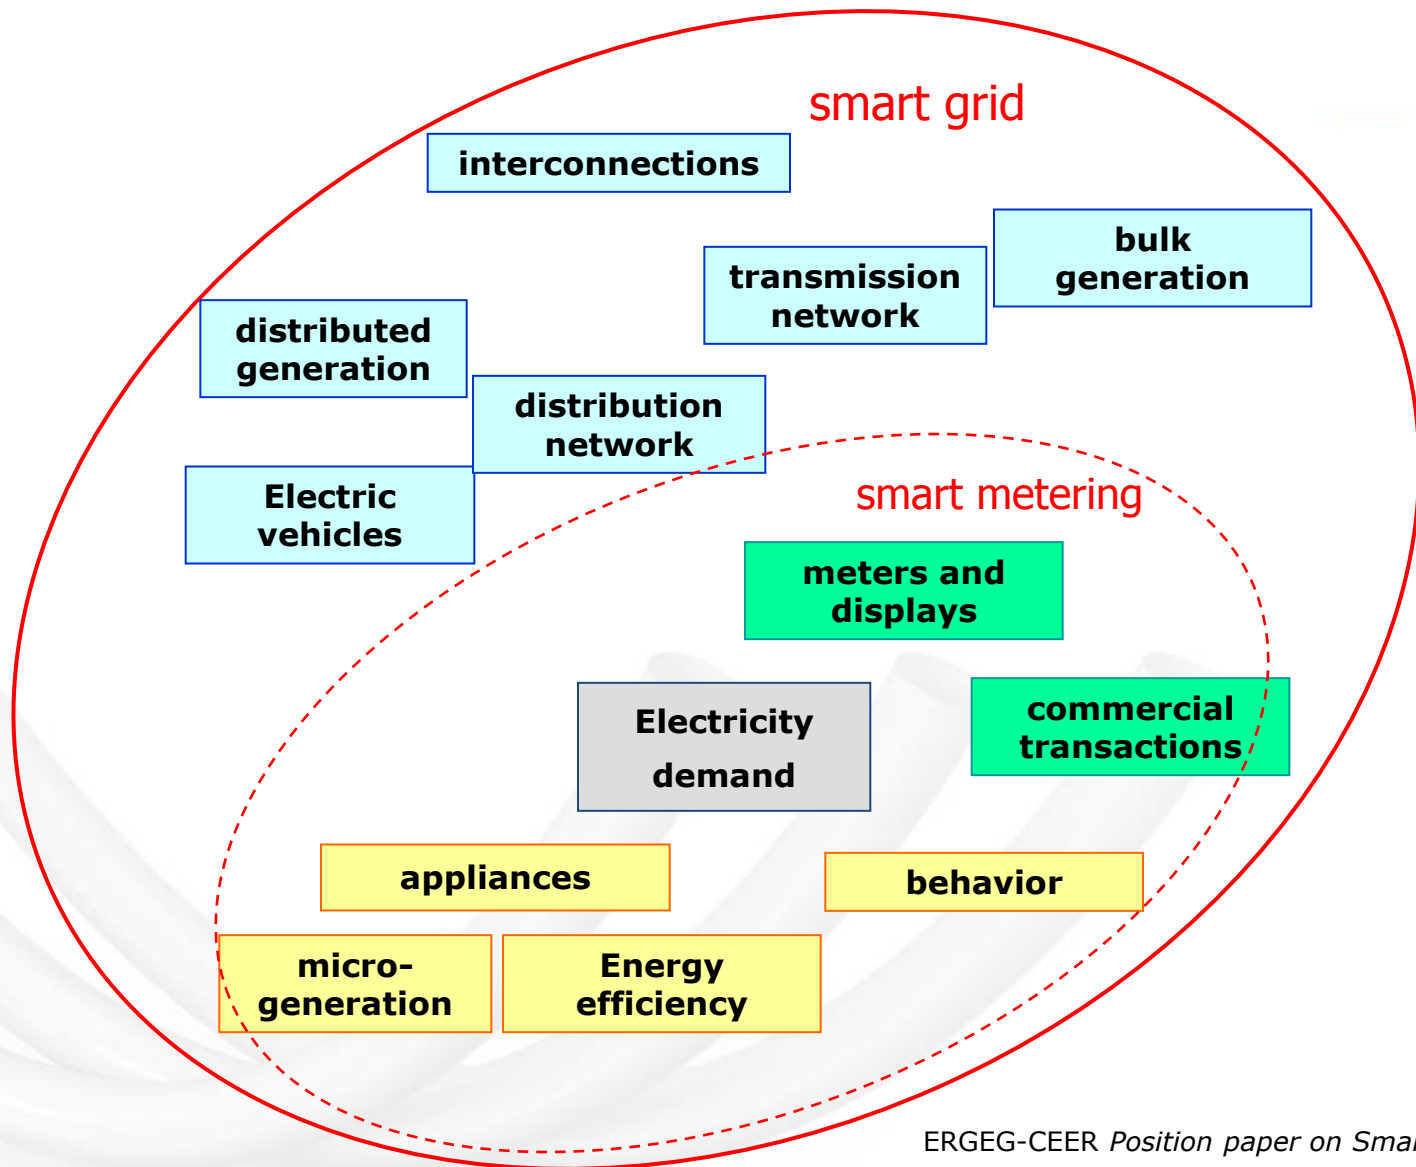 smart grid
interconnections
bulk
generation
transmission
network
distributed
generation
distribution
network
Electric
vehicles
smart metering
meters and
displays
commercial
transactions
Electricity
demand
appliances
behavior
micro-
generation
Energy
efficiency
ERGEG-CEER Position paper on Smar